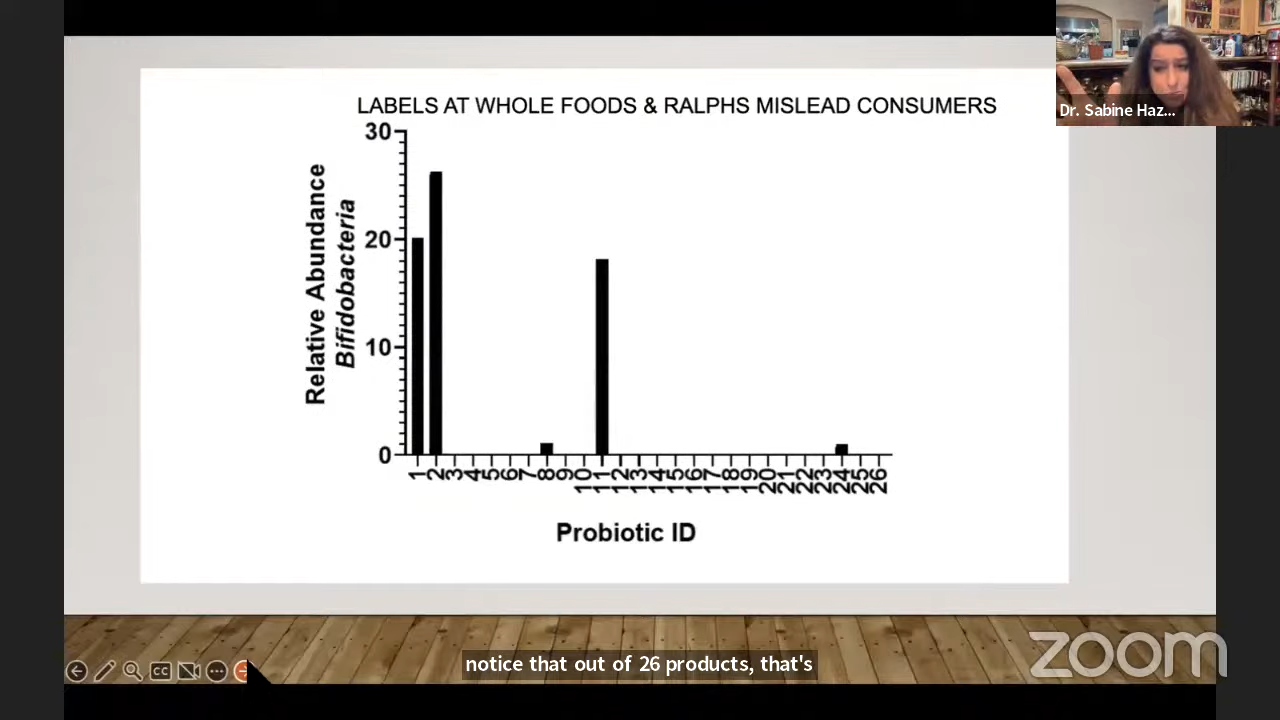 LABELS AT WHOLE FOODS & RALPHS MISLEAD CONSUMERS
Dr. Sabine Haz...
Relative Abundance
Bifidobacteria
30
20
10
0
1 2 3 4 5 6 7 8 9 10 11 12 13 14 15 16 17 18 19 20 21 22 23 24 25 26
Probiotic ID
CC
notice that out of 26 products, that's
zoom